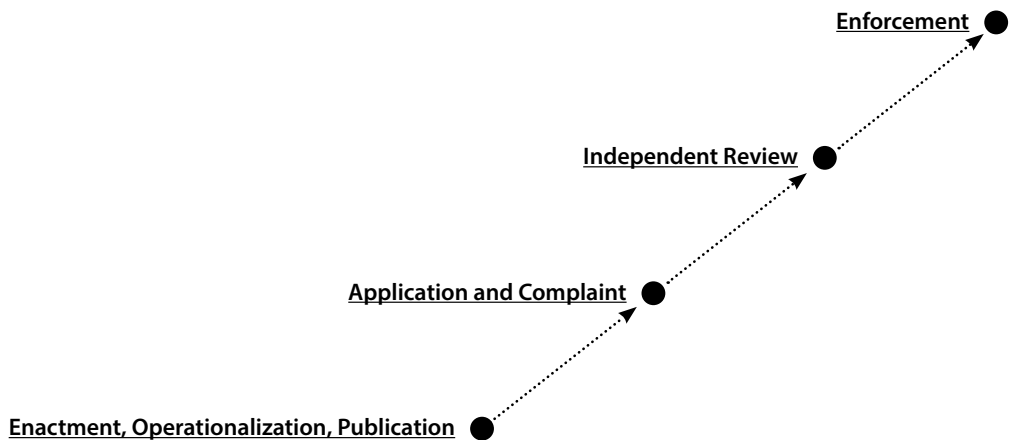 Enforcement
Independent Review
Application and Complaint
Enactment, Operationalization, Publication